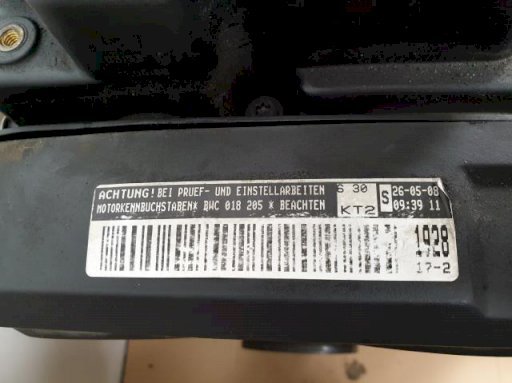 ACHTUNG! BEI PRUEF- UND EINSTELLARBEITEN
MOTORKENNBUCHSTABEN* BWC 018 205 * BEACHTEN
6 30
KT2
S
26-05-08
09:39 11
1928
17-2